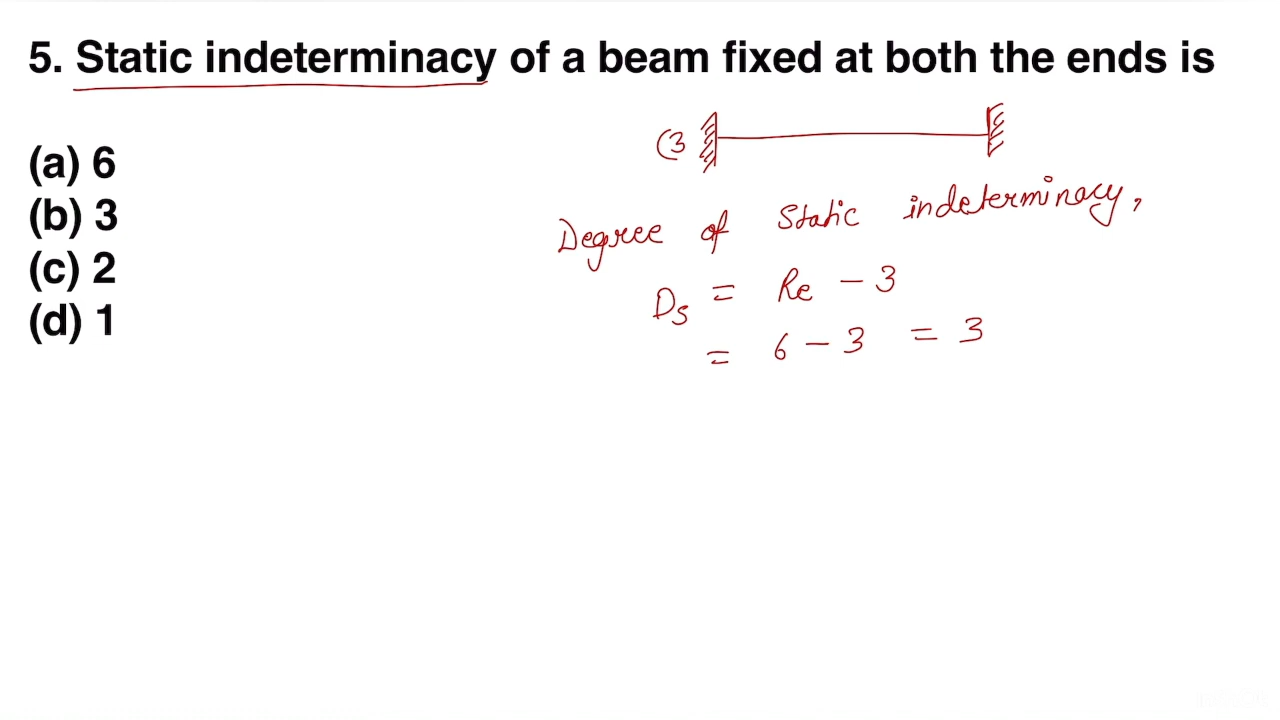 5. Static indeterminacy of a beam fixed at both the ends is
(a) 6
(b) 3
(c) 2
(d) 1
(3
Degree of Static indeterminacy,
Ds = Re - 3
= 6 - 3 = 3